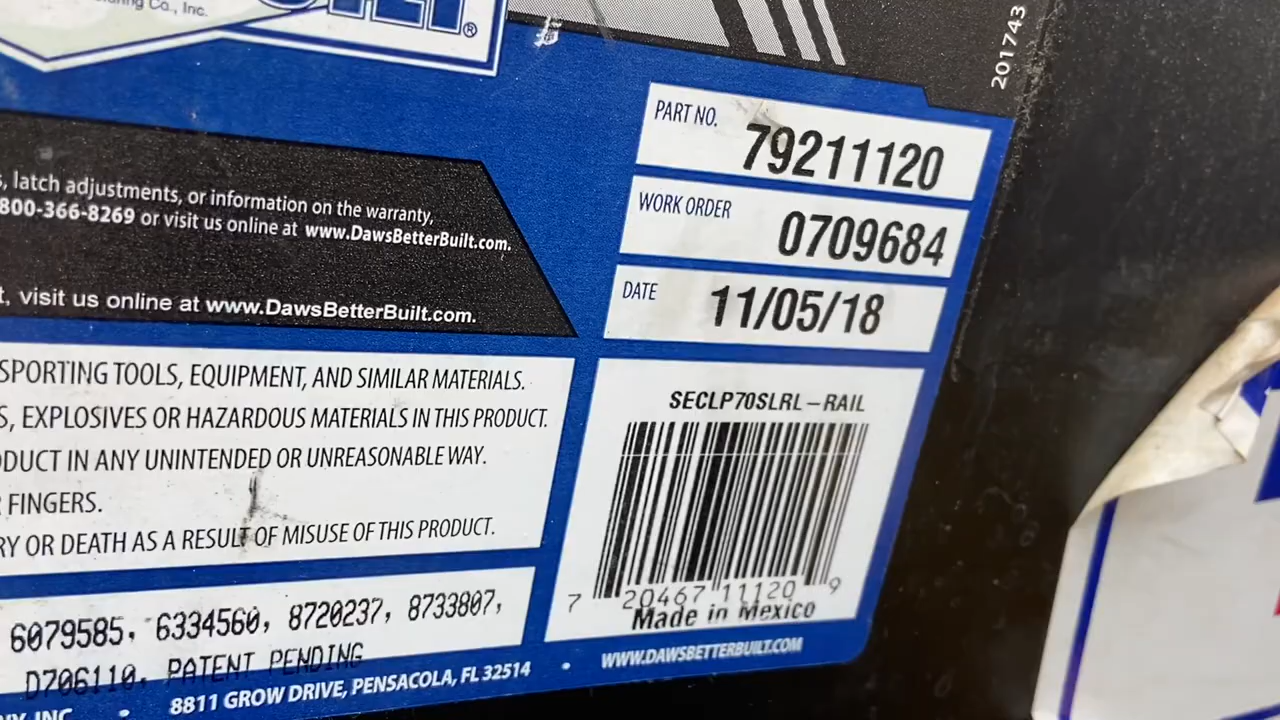 Co., Inc.
®
201743
PART NO.
79211120
WORK ORDER
0709684
DATE
11/05/18
, latch adjustments, or information on the warranty,
800-366-8269 or visit us online at www.DawsBetterBuilt.com.
, visit us online at www.DawsBetterBuilt.com.
SPORTING TOOLS, EQUIPMENT, AND SIMILAR MATERIALS.
, EXPLOSIVES OR HAZARDOUS MATERIALS IN THIS PRODUCT.
IN ANY UNINTENDED OR UNREASONABLE WAY.
FINGERS.
OR DEATH AS A RESULT OF MISUSE OF THIS PRODUCT.
6079585, 6334560, 8720237, 8733807,
D706110, PATENT PENDING
SECLP70SLRL – RAIL
7 20467 11120 9
Made in Mexico
INC • 8811 GROW DRIVE, PENSACOLA, FL 32514 • WWW.DAWSBETTERBUILT.COM